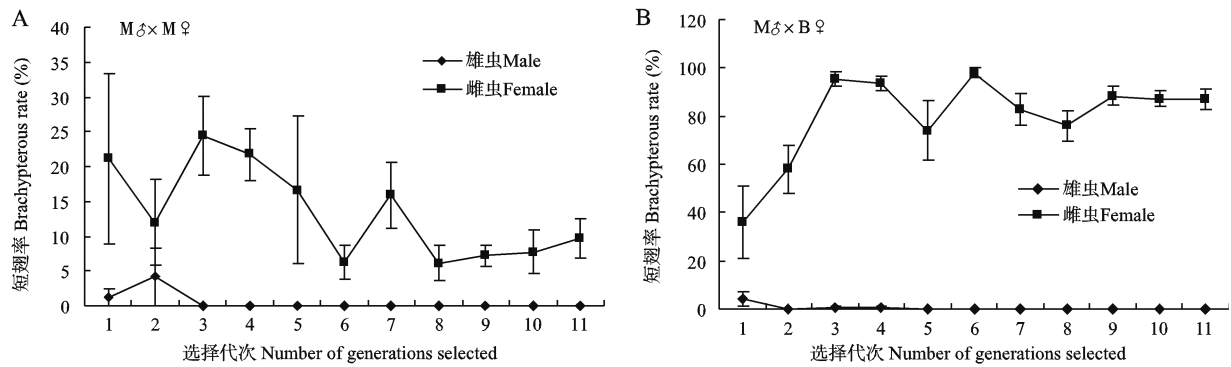 A
M♂×M♀
40
35
30
25
20
15
10
5
0
短翅率 Brachypterous rate (%)
雄虫Male
雌虫Female
1 2 3 4 5 6 7 8 9 10 11
选择代次 Number of generations selected
B
M♂×B♀
120
100
80
60
40
20
0
短翅率 Brachypterous rate (%)
雄虫Male
雌虫Female
1 2 3 4 5 6 7 8 9 10 11
选择代次 Number of generations selected